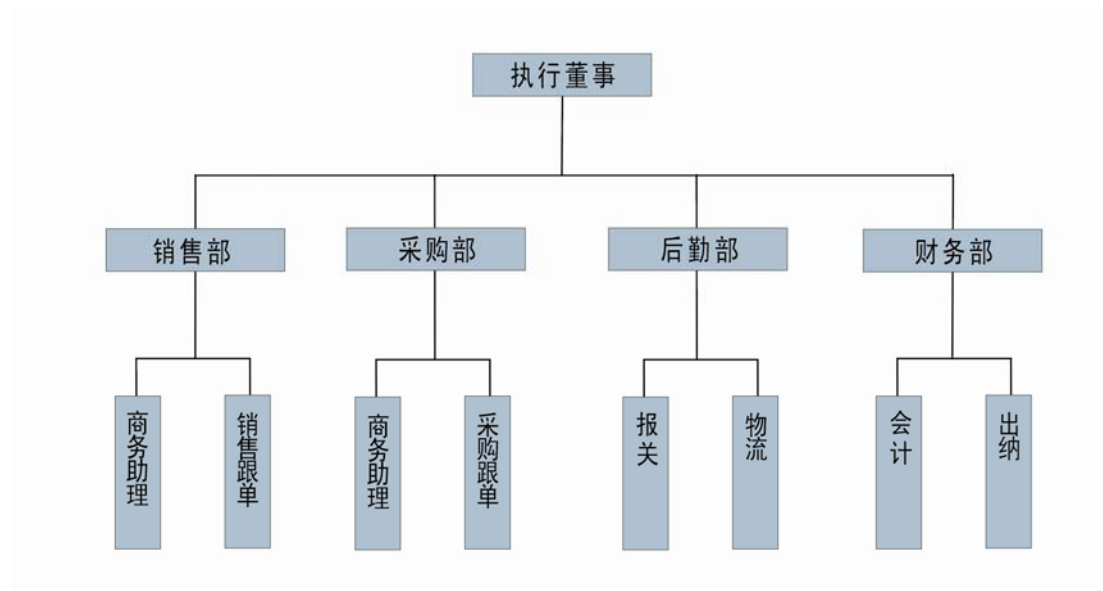 执行董事
销售部
采购部
后勤部
财务部
商务助理
销售跟单
商务助理
采购跟单
报关
物流
会计
出纳